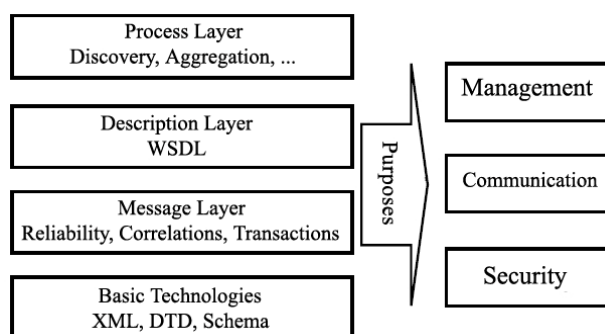 Process Layer
Discovery, Aggregation, ...
Description Layer
WSDL
Message Layer
Reliability, Correlations, Transactions
Basic Technologies
XML, DTD, Schema
Purposes
Management
Communication
Security